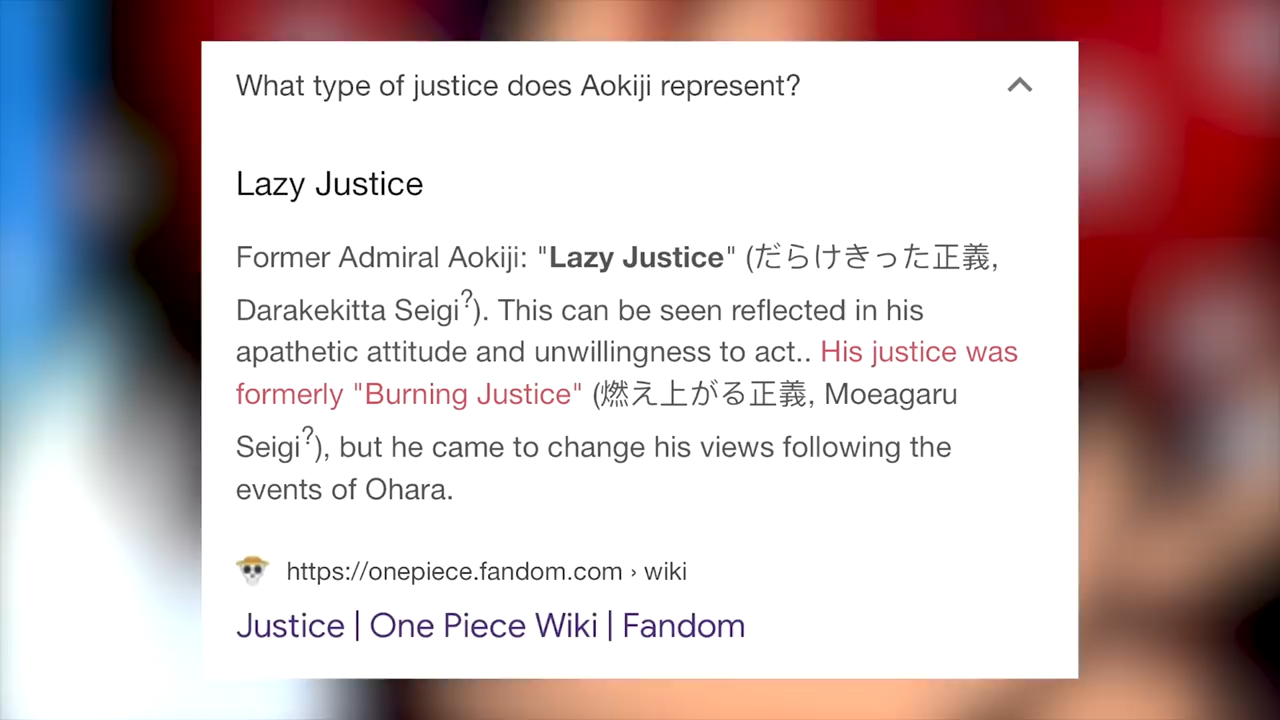 What type of justice does Aokiji represent?
Lazy Justice
Former Admiral Aokiji: "Lazy Justice" (だらけきった正義,
Darakekitta Seigi?). This can be seen reflected in his
apathetic attitude and unwillingness to act.. His justice was
formerly "Burning Justice" (燃え上がる正義, Moeagaru
Seigi?), but he came to change his views following the
events of Ohara.
https://onepiece.fandom.com › wiki
Justice | One Piece Wiki | Fandom